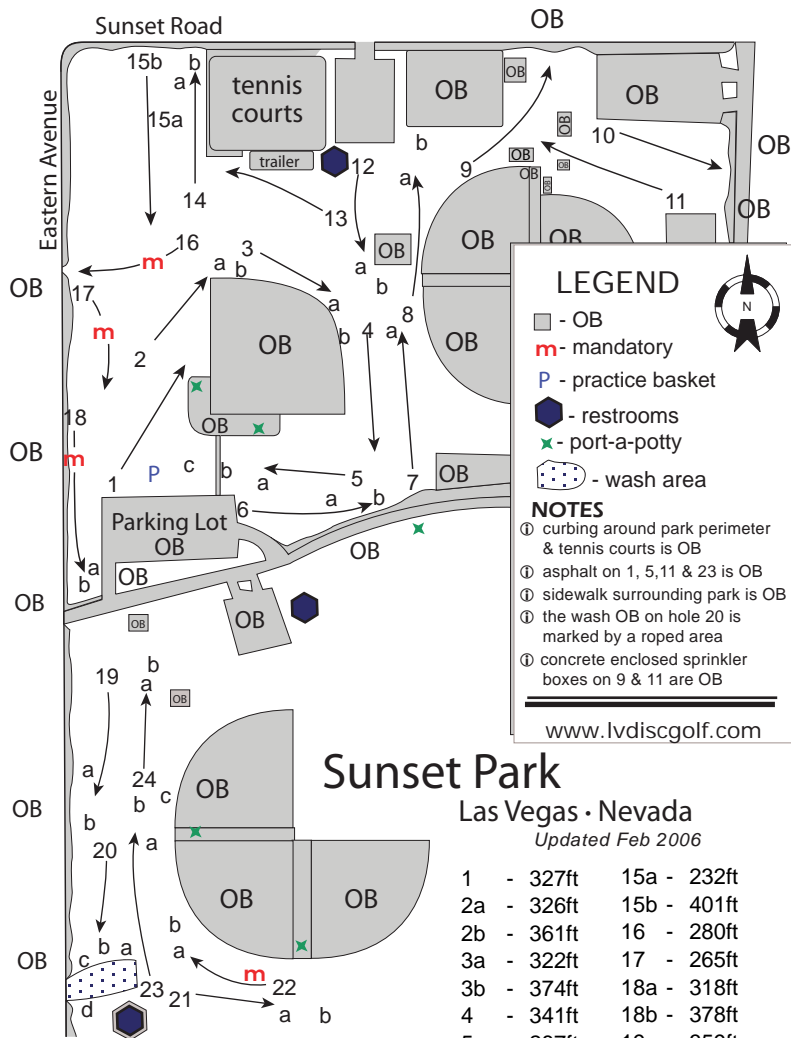 Sunset Road
OB
15b
b
a
tennis
courts
OB
OB
OB
Eastern Avenue
15a
trailer
12
b
OB
10
OB
9
OB
OB
OB
OB
a
14
13
11
OB
16
m
3
a
b
OB
a
b
OB
OB
OB
17
m
a
b
4
a
8
OB
OB
2
18
m
OB
OB
P
c
b
a
5
7
OB
1
6
a
b
Parking Lot
OB
OB
OB
a
b
OB
OB
OB
19
b
a
OB
a
24
b
c
OB
OB
b
20
a
OB
OB
b
a
c
b
a
OB
m
d
23
21
22
a
b
LEGEND
N
- OB
m - mandatory
P - practice basket
- restrooms
- port-a-potty
- wash area
NOTES
i curbing around park perimeter
& tennis courts is OB
i asphalt on 1, 5,11 & 23 is OB
i sidewalk surrounding park is OB
i the wash OB on hole 20 is
marked by a roped area
i concrete enclosed sprinkler
boxes on 9 & 11 are OB
www.lvdiscgolf.com
Sunset Park
Las Vegas · Nevada
Updated Feb 2006
1 - 327ft 15a - 232ft
2a - 326ft 15b - 401ft
2b - 361ft 16 - 280ft
3a - 322ft 17 - 265ft
3b - 374ft 18a - 318ft
4 - 341ft 18b - 378ft